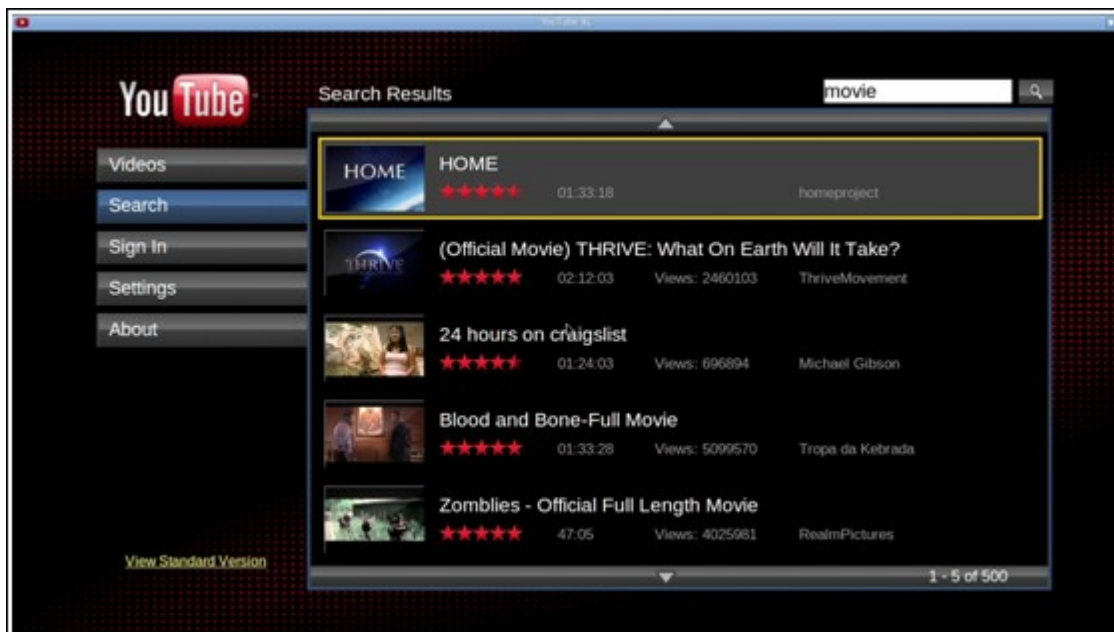 YouTube XL
YouTube
Search Results
movie
Videos
Search
Sign In
Settings
About
View Standard Version
HOME
HOME
01:33:18 homeproject
THRIVE
(Official Movie) THRIVE: What On Earth Will It Take?
02:12:03 Views: 2460103 ThriveMovement
24 hours on craigslist
01:24:03 Views: 696894 Michael Gibson
Blood and Bone-Full Movie
01:33:28 Views: 5099570 Tropa da Kebrada
Zomblies - Official Full Length Movie
47:05 Views: 4025981 RealmPictures
1 - 5 of 500